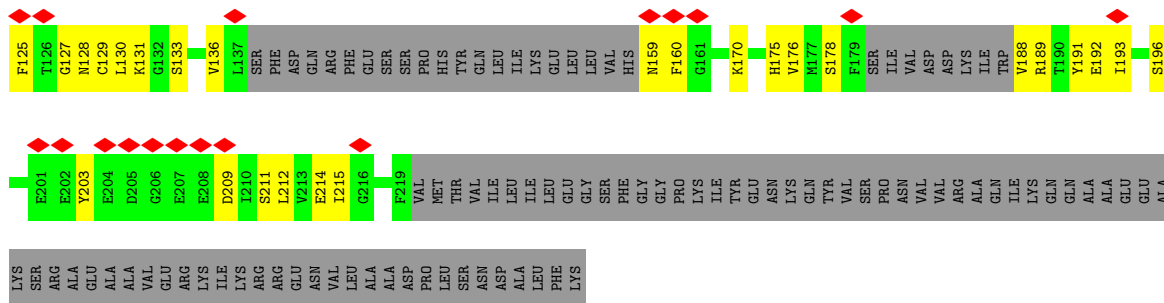 F125 T126 G127 N128 C129 L130 K131 G132 S133 V136 L137 SER PHE ASP GLN ARG PHE GLU SER SER PRO HIS TYR GLN LEU ILE LYS GLU LEU LEU VAL HIS N159 F160 G161 K170 H175 V176 M177 S178 F179 SER ILE VAL ASP ASP LYS ILE TRP V188 R189 T190 Y191 E192 I193 S196
E201 E202 Y203 E204 D205 G206 E207 E208 D209 I210 S211 L212 V213 E214 I215 G216 F219 VAL MET THR VAL ILE LEU ILE LEU GLU GLY SER PHE GLY GLY PRO LYS ILE TYR GLU ASN LYS GLN TYR VAL SER PRO ASN VAL VAL ARG ALA GLN ILE LYS GLN GLN ALA ALA GLU GLU ALA
LYS SER ARG ALA GLU ALA ALA VAL GLU ARG LYS ILE LYS ARG ARG GLU ASN VAL LEU ALA ALA ASP PRO LEU SER ASN ASP ALA LEU PHE LYS